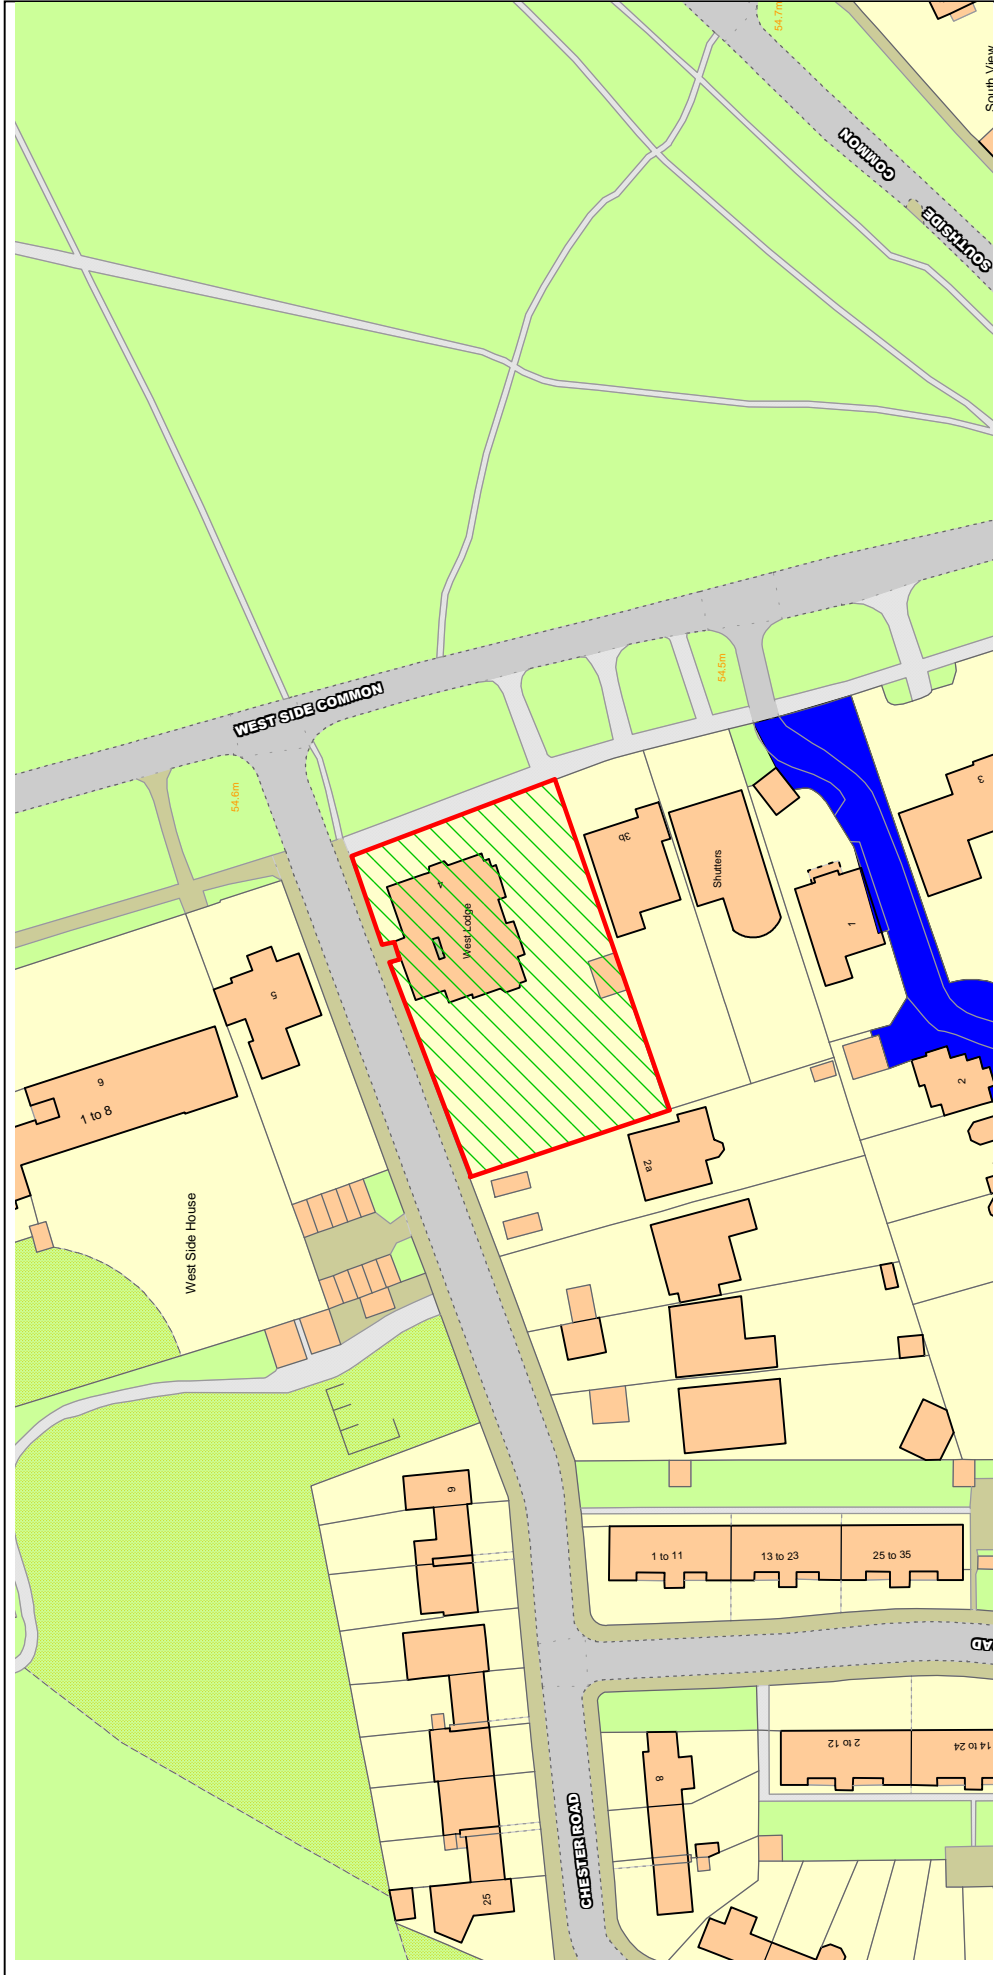 54.7m
South View
COMMON
SOUTHSIDE
WEST SIDE COMMON
54.5m
54.6m
3
3b
Shutters
4
West Lodge
1
5
9
1 to 8
2
2a
West Side House
9
1 to 11
13 to 23
25 to 35
AD
2 to 12
14 to 24
8
CHESTER ROAD
25